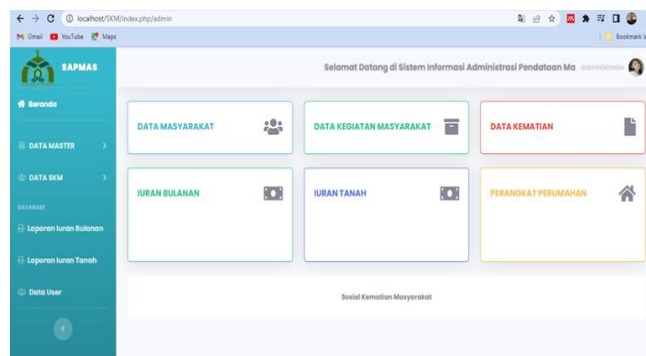 localhost/SKM/index.php/admin
Gmail YouTube Maps
Bookmark
SAPMAS
Selamat Datang di Sistem Informasi Administrasi Pendataan Ma administrator
Beranda
DATA MASTER
DATA SKM
DATABASE
Laporan Iuran Bulanan
Laporan Iuran Tanah
Data User
DATA MASYARAKAT
DATA KEGIATAN MASYARAKAT
DATA KEMATIAN
IURAN BULANAN
IURAN TANAH
PERANGKAT PERUMAHAN
Sosial Kematian Masyarakat